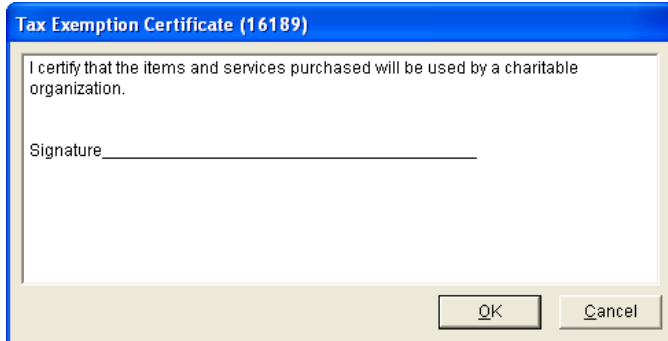 Tax Exemption Certificate (16189)
I certify that the items and services purchased will be used by a charitable
organization.
Signature_______________________________________________
OK
Cancel